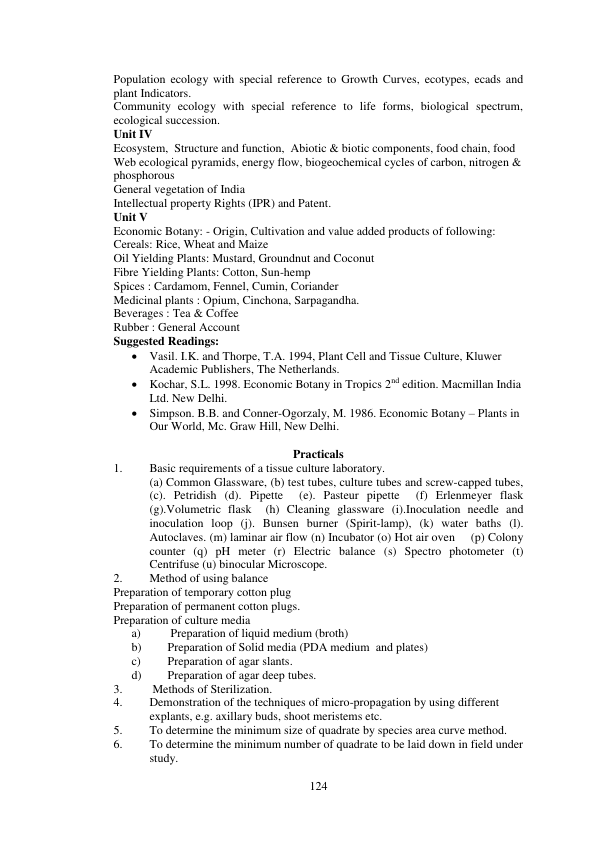 Population ecology with special reference to Growth Curves, ecotypes, ecads and
plant Indicators.
Community ecology with special reference to life forms, biological spectrum,
ecological succession.
Unit IV
Ecosystem, Structure and function, Abiotic & biotic components, food chain, food
Web ecological pyramids, energy flow, biogeochemical cycles of carbon, nitrogen &
phosphorous
General vegetation of India
Intellectual property Rights (IPR) and Patent.
Unit V
Economic Botany: - Origin, Cultivation and value added products of following:
Cereals: Rice, Wheat and Maize
Oil Yielding Plants: Mustard, Groundnut and Coconut
Fibre Yielding Plants: Cotton, Sun-hemp
Spices : Cardamom, Fennel, Cumin, Coriander
Medicinal plants : Opium, Cinchona, Sarpagandha.
Beverages : Tea & Coffee
Rubber : General Account
Suggested Readings:
• Vasil. I.K. and Thorpe, T.A. 1994, Plant Cell and Tissue Culture, Kluwer
Academic Publishers, The Netherlands.
• Kochar, S.L. 1998. Economic Botany in Tropics 2nd edition. Macmillan India
Ltd. New Delhi.
• Simpson. B.B. and Conner-Ogorzaly, M. 1986. Economic Botany – Plants in
Our World, Mc. Graw Hill, New Delhi.
Practicals
1. Basic requirements of a tissue culture laboratory.
(a) Common Glassware, (b) test tubes, culture tubes and screw-capped tubes,
(c). Petridish (d). Pipette (e). Pasteur pipette (f) Erlenmeyer flask
(g).Volumetric flask (h) Cleaning glassware (i).Inoculation needle and
inoculation loop (j). Bunsen burner (Spirit-lamp), (k) water baths (l).
Autoclaves. (m) laminar air flow (n) Incubator (o) Hot air oven (p) Colony
counter (q) pH meter (r) Electric balance (s) Spectro photometer (t)
Centrifuse (u) binocular Microscope.
2. Method of using balance
Preparation of temporary cotton plug
Preparation of permanent cotton plugs.
Preparation of culture media
a) Preparation of liquid medium (broth)
b) Preparation of Solid media (PDA medium and plates)
c) Preparation of agar slants.
d) Preparation of agar deep tubes.
3. Methods of Sterilization.
4. Demonstration of the techniques of micro-propagation by using different
explants, e.g. axillary buds, shoot meristems etc.
5. To determine the minimum size of quadrate by species area curve method.
6. To determine the minimum number of quadrate to be laid down in field under
study.
124